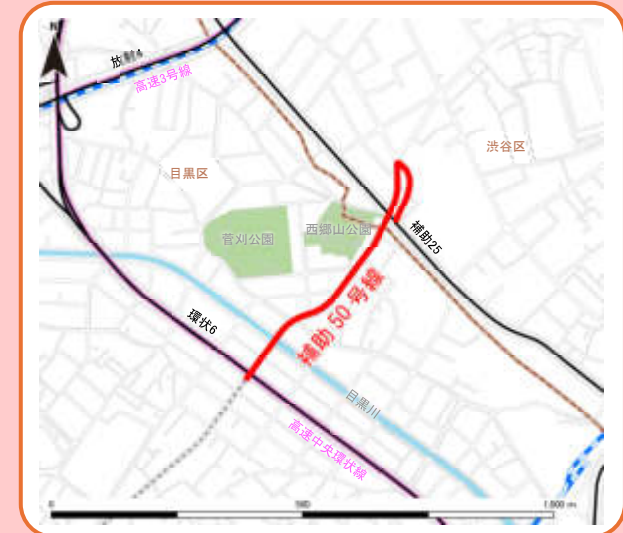 N
放射4
高速3号線
目黒区
渋谷区
菅刈公園
西郷山公園
補助25
補助50号線
環状6
目黒川
高速中央環状線
0
500
1,000 m